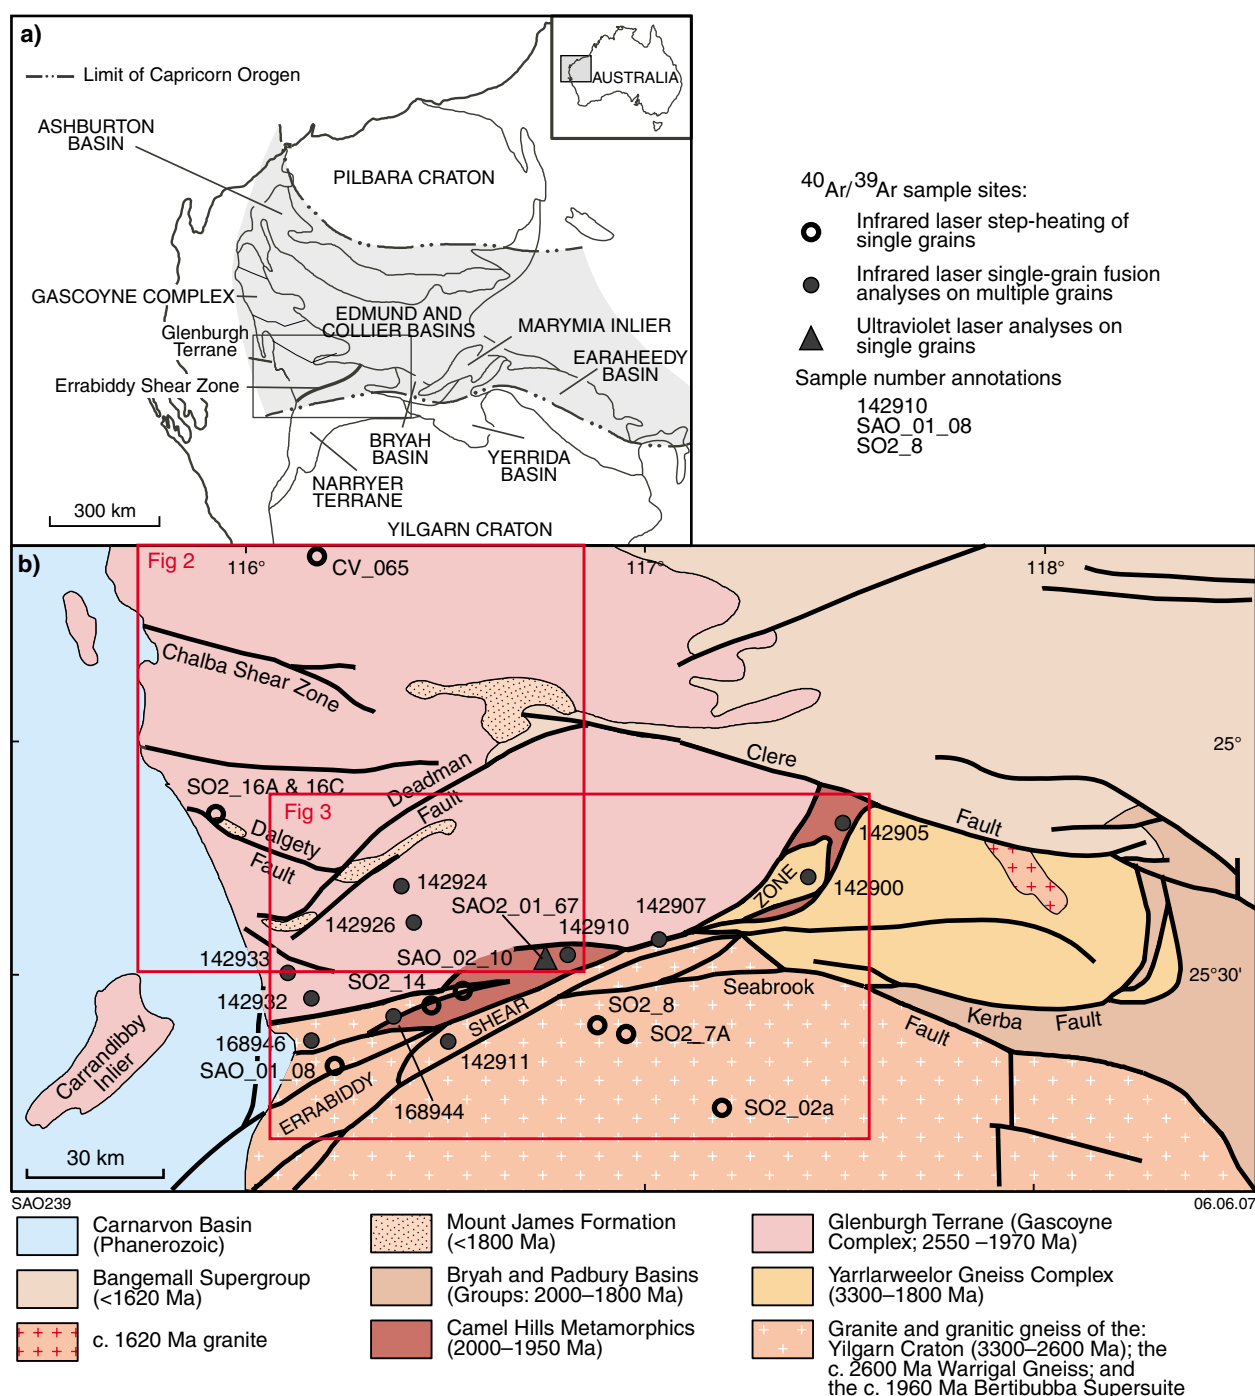 a)
Limit of Capricorn Orogen
AUSTRALIA
ASHBURTON
BASIN
PILBARA CRATON
GASCOYNE COMPLEX
EDMUND AND
COLLIER BASINS
MARYMIA INLIER
Glenburgh
Terrane
EARAHEEDY
BASIN
Errabiddy Shear Zone
BRYAH
BASIN
YERRIDA
BASIN
NARRYER
TERRANE
300 km
YILGARN CRATON
40Ar/39Ar sample sites:
Infrared laser step-heating of
single grains
Infrared laser single-grain fusion
analyses on multiple grains
Ultraviolet laser analyses on
single grains
Sample number annotations
142910
SAO_01_08
SO2_8
b)
Fig 2
116°
CV_065
117°
118°
Chalba Shear Zone
25°
Clere
Deadman
Fault
SO2_16A & 16C
Fig 3
Dalgety
Fault
Fault
142905
142924
ZONE
142900
SAO2_01_67
142907
142926
142910
142933
SAO_02_10
25°30'
SO2_14
Seabrook
142932
SO2_8
SHEAR
Kerba
Fault
Fault
SO2_7A
168946
142911
SAO_01_08
Carrandibby
Inlier
ERRABIDDY
168944
SO2_02a
30 km
SAO239
06.06.07
Carnarvon Basin
(Phanerozoic)
Bangemall Supergroup
(<1620 Ma)
c. 1620 Ma granite
Mount James Formation
(<1800 Ma)
Bryah and Padbury Basins
(Groups: 2000–1800 Ma)
Camel Hills Metamorphics
(2000–1950 Ma)
Glenburgh Terrane (Gascoyne
Complex; 2550 –1970 Ma)
Yarrlarweelor Gneiss Complex
(3300–1800 Ma)
Granite and granitic gneiss of the:
Yilgarn Craton (3300–2600 Ma); the
c. 2600 Ma Warrigal Gneiss; and
the c. 1960 Ma Bertibubba Supersuite